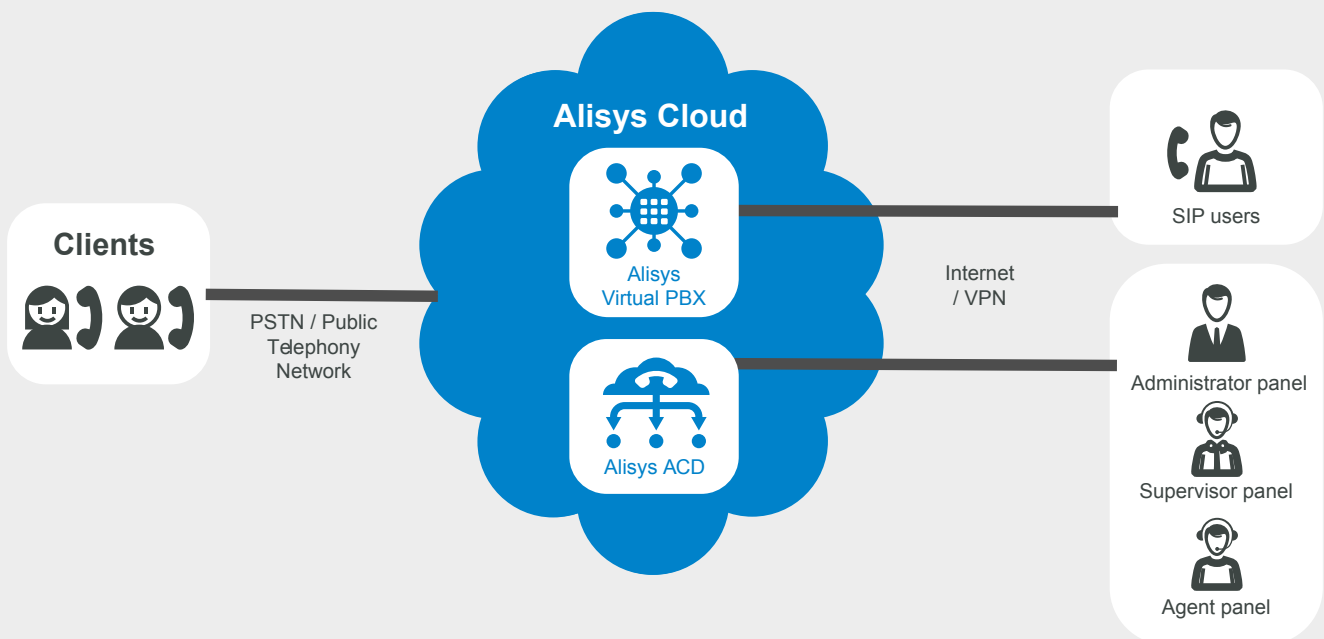 Clients
PSTN / Public
Telephony
Network
Alisys Cloud
Alisys
Virtual PBX
Alisys ACD
Internet
/ VPN
SIP users
Administrator panel
Supervisor panel
Agent panel